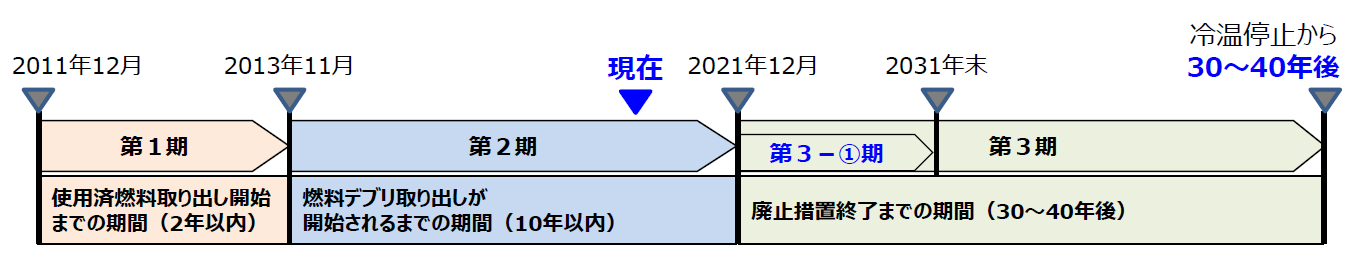 冷温停止から
2011年12月
2013年11月
現在
2021年12月
2031年末
30～40年後
第１期
第２期
第３－①期
第３期
使用済燃料取り出し開始
までの期間（2年以内）
燃料デブリ取り出しが
開始されるまでの期間（10年以内）
廃止措置終了までの期間（30～40年後）